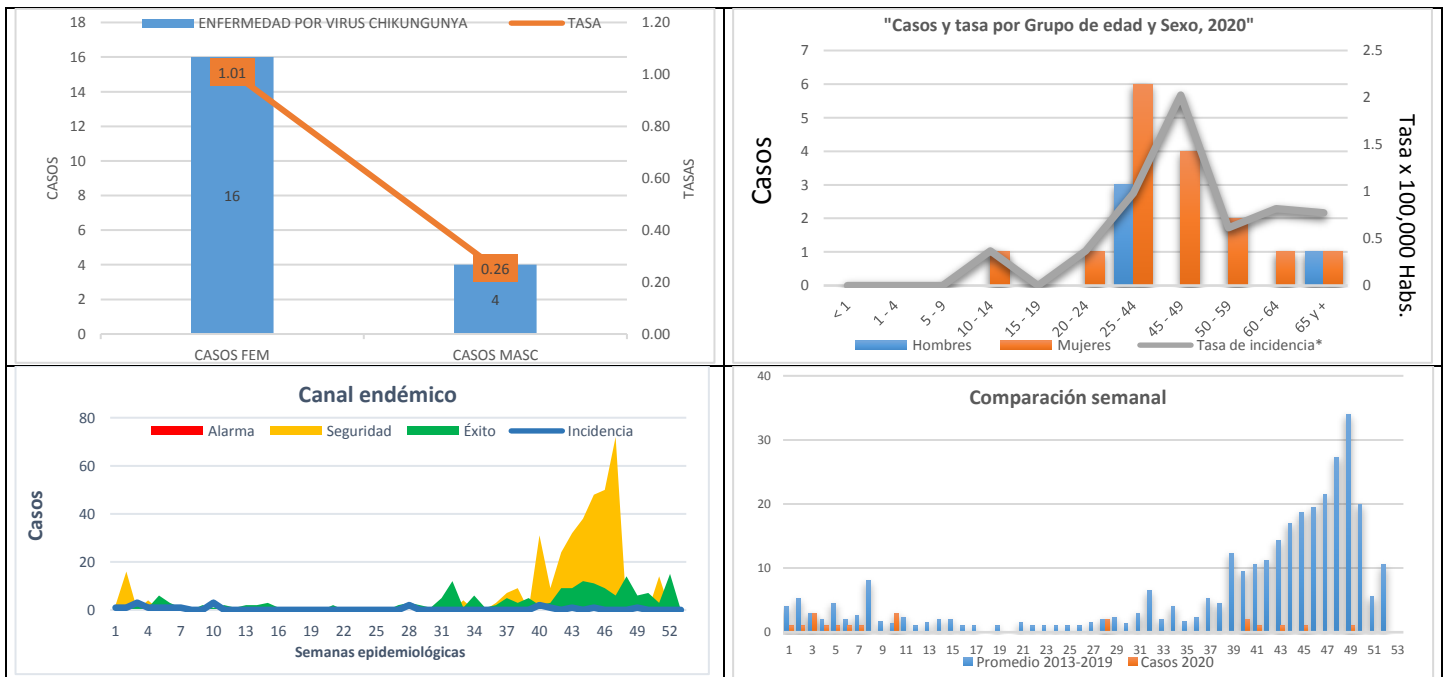 ENFERMEDAD POR VIRUS CHIKUNGUNYA
TASA
18
16
14
12
10
8
6
4
2
0
CASOS
1.20
1.00
0.80
0.60
0.40
0.20
0.00
TASAS
1.01
16
0.26
4
CASOS FEM
CASOS MASC
"Casos y tasa por Grupo de edad y Sexo, 2020"
7
6
5
4
3
2
1
0
Casos
2.5
2
1.5
1
0.5
0
Tasa x 100,000 Habs.
< 1
1 - 4
5 - 9
10 - 14
15 - 19
20 - 24
25 - 44
45 - 49
50 - 59
60 - 64
65 y +
Hombres
Mujeres
Tasa de incidencia*
Canal endémico
Alarma
Seguridad
Éxito
Incidencia
80
60
40
20
0
Casos
1 4 7 10 13 16 19 22 25 28 31 34 37 40 43 46 49 52
Semanas epidemiológicas
Comparación semanal
40
30
20
10
0
1 3 5 7 9 11 13 15 17 19 21 23 25 27 29 31 33 35 37 39 41 43 45 47 49 51 53
Promedio 2013-2019
Casos 2020